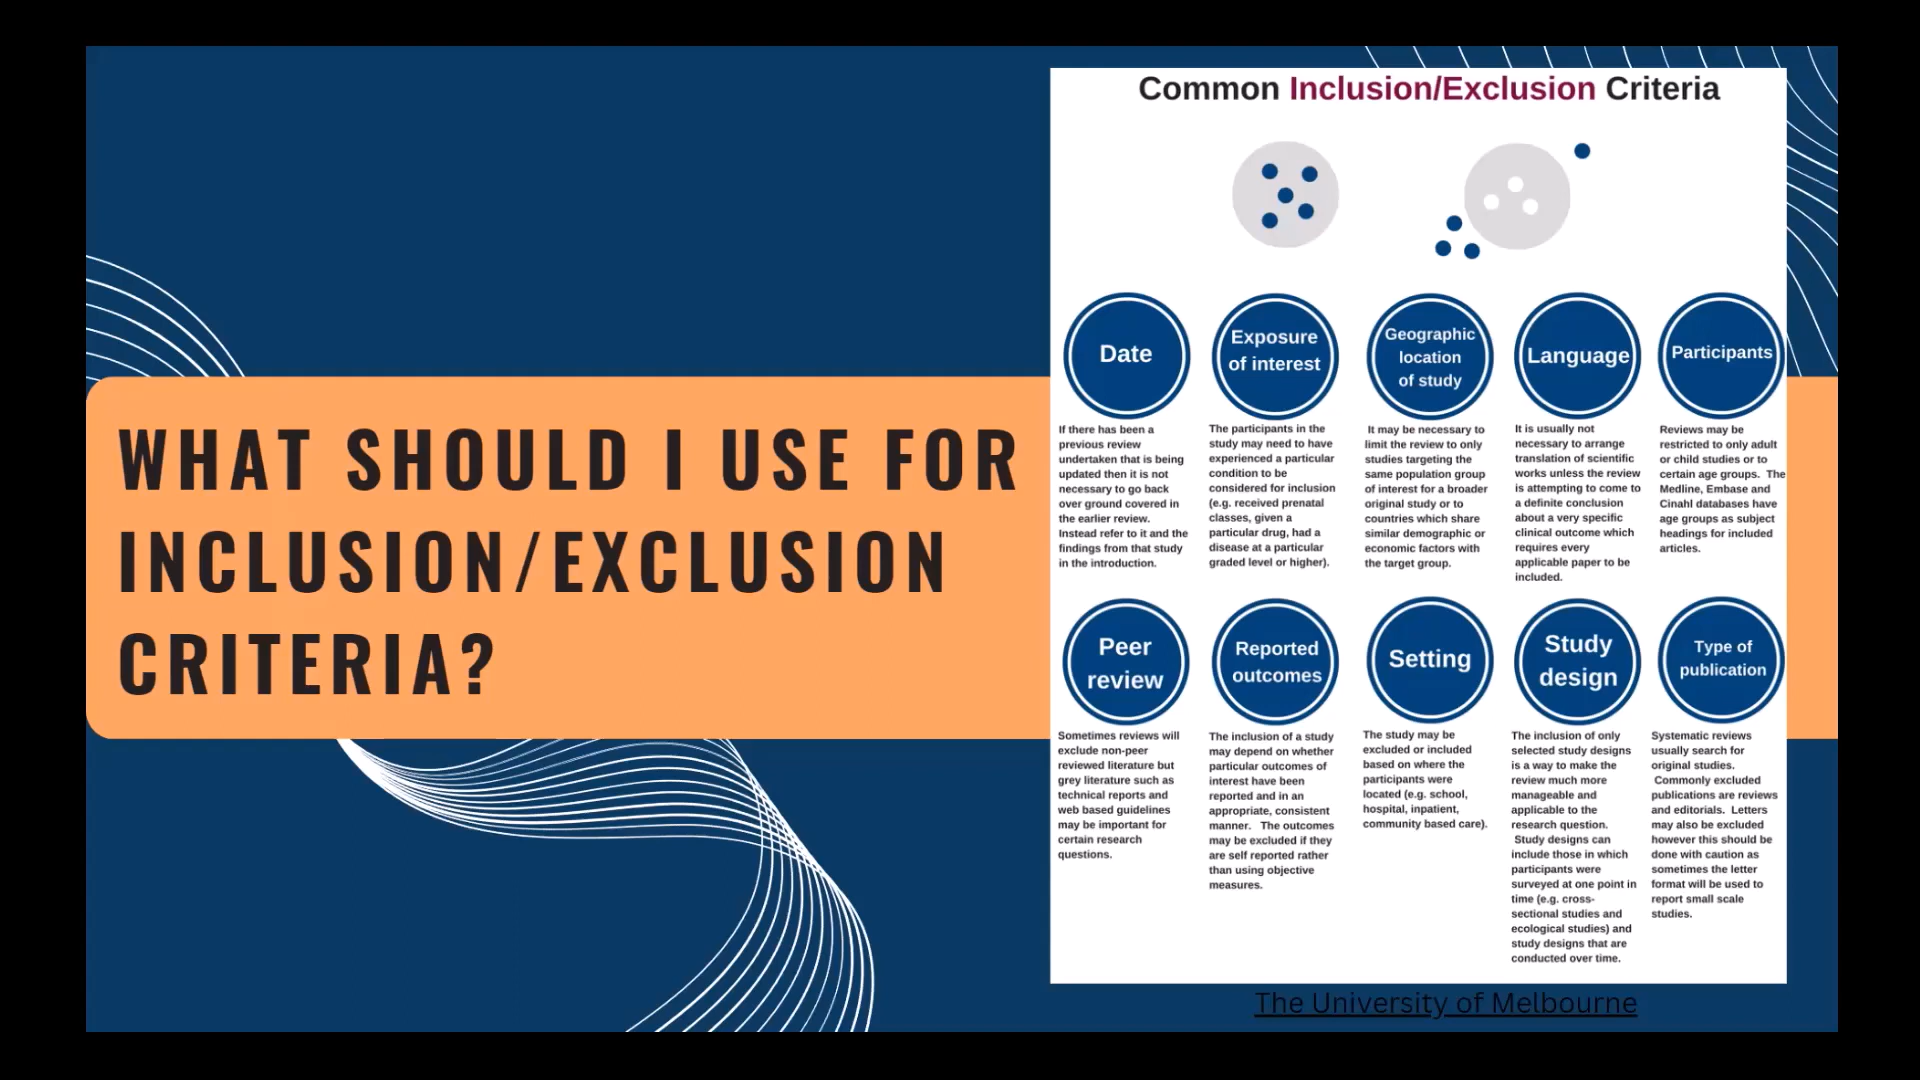 WHAT SHOULD I USE FOR
INCLUSION/EXCLUSION
CRITERIA?
Common Inclusion/Exclusion Criteria
Date
If there has been a
previous review
undertaken that is being
updated then it is not
necessary to go back
over ground covered in
the earlier review.
Instead refer to it and the
findings from that study
in the introduction.
Exposure
of interest
The participants in the
study may need to have
experienced a particular
condition to be
considered for inclusion
(e.g. received prenatal
classes, given a
particular drug, had a
disease at a particular
graded level or higher).
Geographic
location
of study
It may be necessary to
limit the review to only
studies targeting the
same population group
of interest for a broader
original study or to
countries which share
similar demographic or
economic factors with
the target group.
Language
It is usually not
necessary to arrange
translation of scientific
works unless the review
is attempting to come to
a definite conclusion
about a very specific
clinical outcome which
requires every
applicable paper to be
included.
Participants
Reviews may be
restricted to only adult
or child studies or to
certain age groups. The
Medline, Embase and
Cinahl databases have
age groups as subject
headings for included
articles.
Peer
review
Sometimes reviews will
exclude non-peer
reviewed literature but
grey literature such as
technical reports and
web based guidelines
may be important for
certain research
questions.
Reported
outcomes
The inclusion of a study
may depend on whether
particular outcomes of
interest have been
reported and in an
appropriate, consistent
manner. The outcomes
may be excluded if they
are self reported rather
than using objective
measures.
Setting
The study may be
excluded or included
based on where the
participants were
located (e.g. school,
hospital, inpatient,
community based care).
Study
design
The inclusion of only
selected study designs
is a way to make the
review much more
manageable and
applicable to the
research question.
Study designs can
include those in which
participants were
surveyed at one point in
time (e.g. cross-
sectional studies and
ecological studies) and
study designs that are
conducted over time.
Type of
publication
Systematic reviews
usually search for
original studies.
Commonly excluded
publications are reviews
and editorials. Letters
may also be excluded
however this should be
done with caution as
sometimes the letter
format will be used to
report small scale
studies.
The University of Melbourne